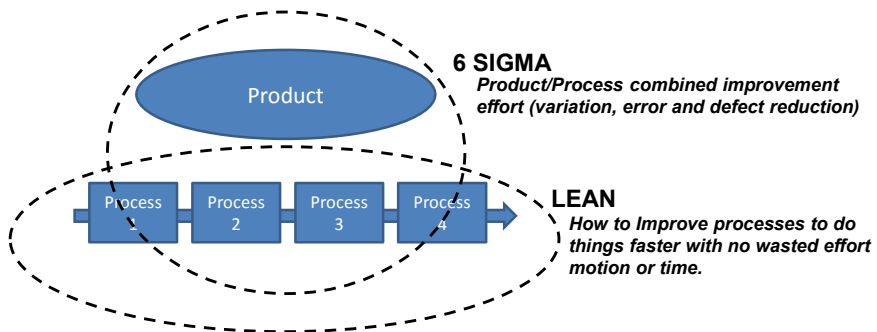 6 SIGMA
Product/Process combined improvement
effort (variation, error and defect reduction)
Product
LEAN
How to Improve processes to do
things faster with no wasted effort
motion or time.
Process
1
Process
2
Process
3
Process
4